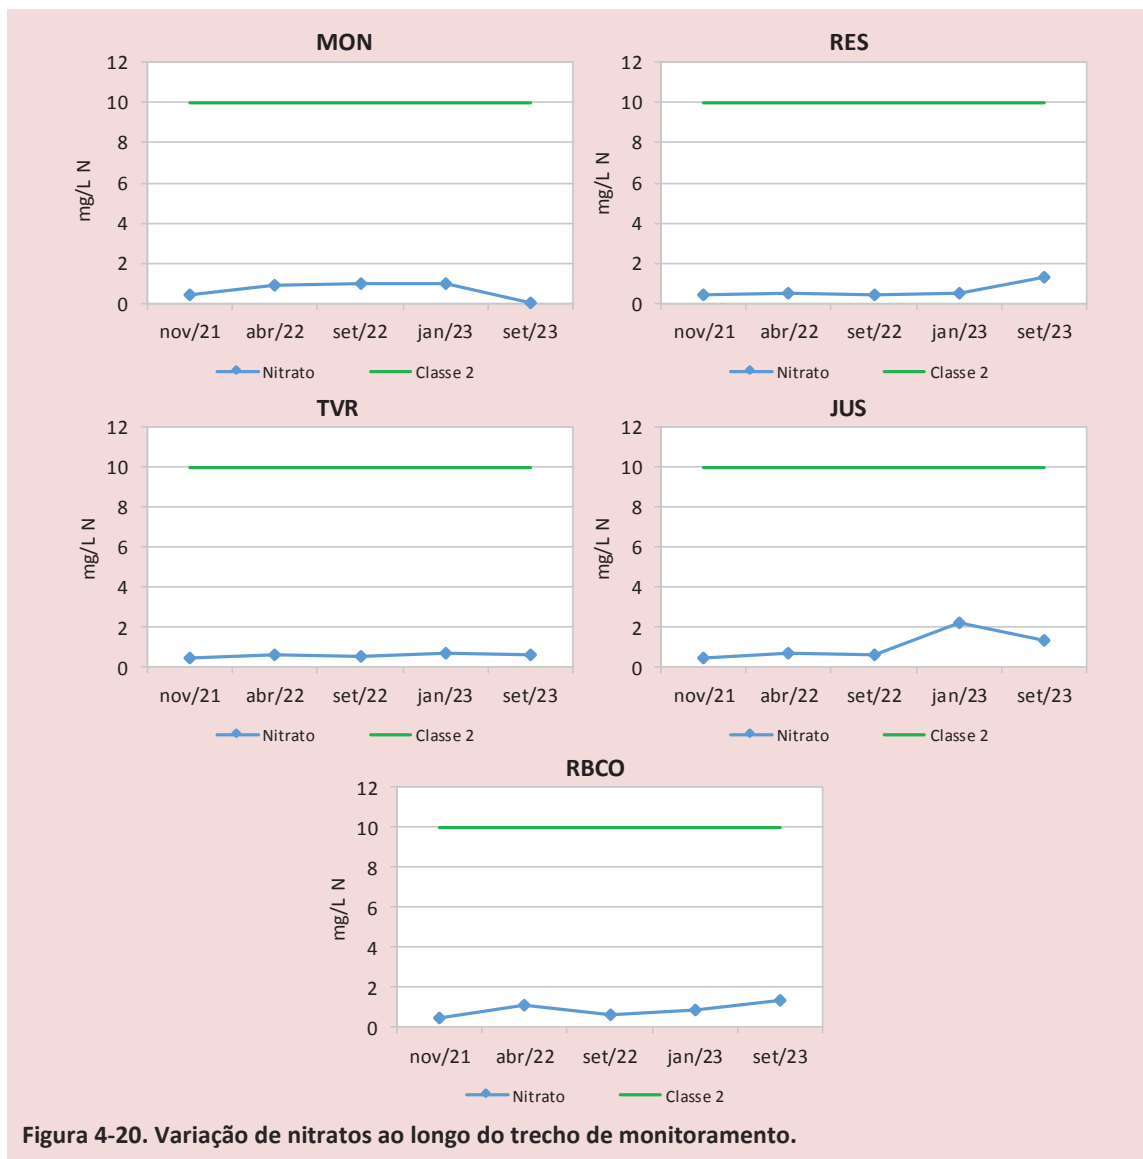 MON
12
10
8
6
4
2
0
mg/L N
nov/21 abr/22 set/22 jan/23 set/23
Nitrato Classe 2
RES
12
10
8
6
4
2
0
mg/L N
nov/21 abr/22 set/22 jan/23 set/23
Nitrato Classe 2
TVR
12
10
8
6
4
2
0
mg/L N
nov/21 abr/22 set/22 jan/23 set/23
Nitrato Classe 2
JUS
12
10
8
6
4
2
0
mg/L N
nov/21 abr/22 set/22 jan/23 set/23
Nitrato Classe 2
RBCO
12
10
8
6
4
2
0
mg/L N
nov/21 abr/22 set/22 jan/23 set/23
Nitrato Classe 2
Figura 4-20. Variação de nitratos ao longo do trecho de monitoramento.